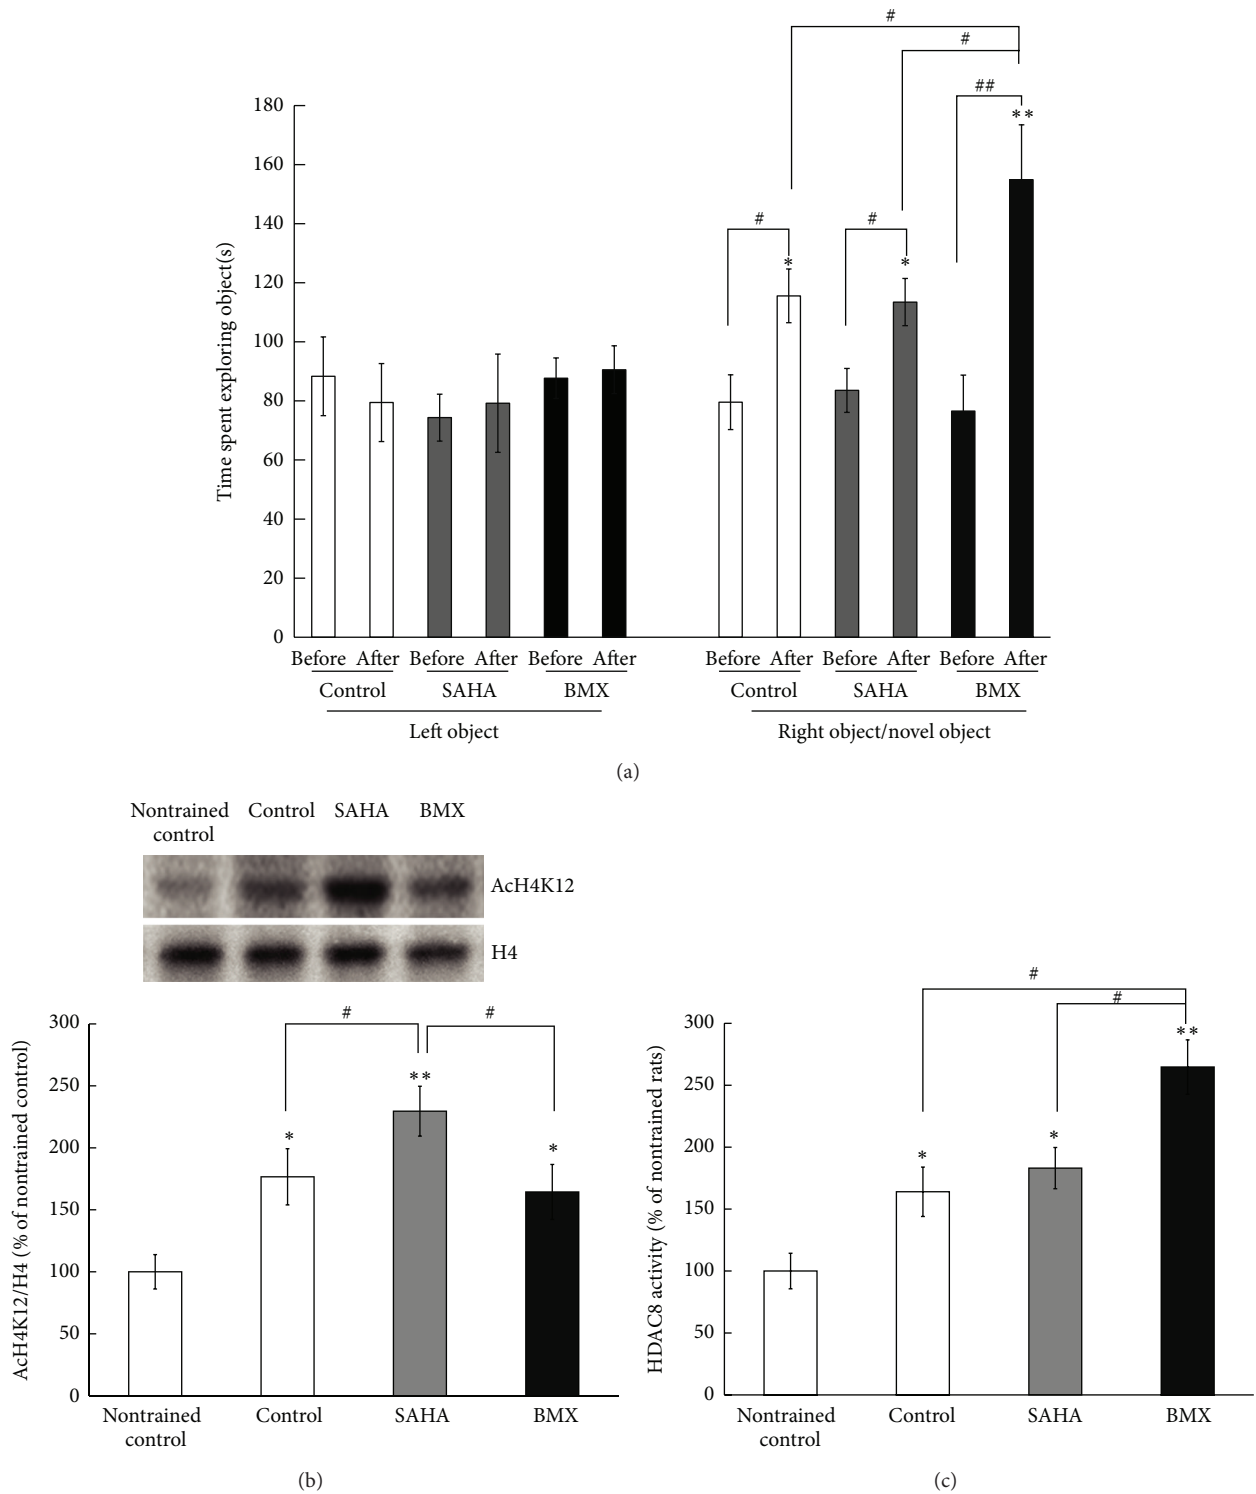 #
#
##
**
180
160
140
120
100
80
60
40
20
0
Time spent exploring object(s)
#
*
#
*
Before After Before After Before After
Control SAHA BMX
Left object
Before After Before After Before After
Control SAHA BMX
Right object/novel object
(a)
Nontrained control
Control
SAHA
BMX
AcH4K12
H4
300
250
200
150
100
50
0
AcH4K12/H4 (% of nontrained control)
#
#
*
**
*
Nontrained
control
Control
SAHA
BMX
(b)
300
250
200
150
100
50
0
HDAC8 activity (% of nontrained rats)
#
#
*
*
**
Nontrained
control
Control
SAHA
BMX
(c)